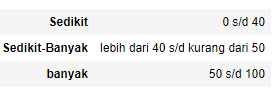 Sedikit 0 s/d 40
Sedikit-Banyak lebih dari 40 s/d kurang dari 50
banyak 50 s/d 100